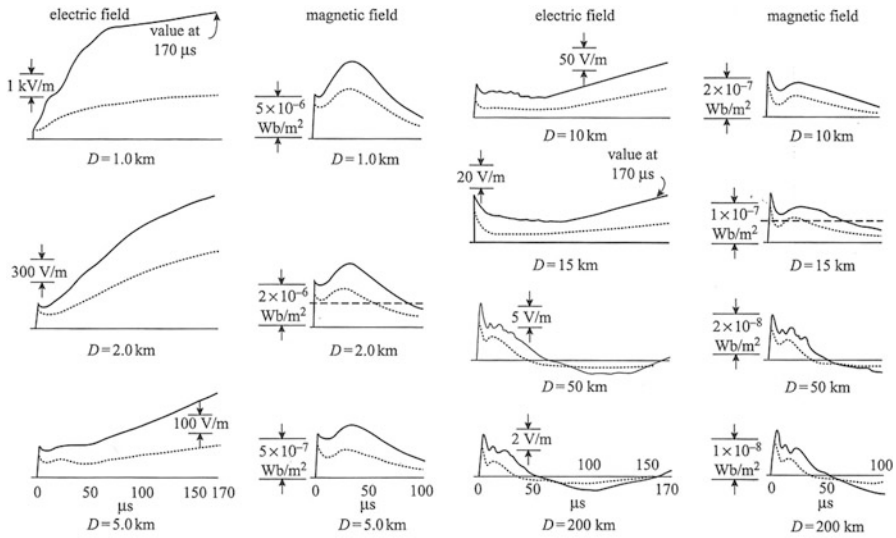 electric field
magnetic field
electric field
magnetic field
value at
170 μs
1 kV/m
D = 1.0 km
5×10⁻⁶
Wb/m²
D = 1.0 km
50 V/m
D = 10 km
2×10⁻⁷
Wb/m²
D = 10 km
300 V/m
D = 2.0 km
2×10⁻⁶
Wb/m²
D = 2.0 km
20 V/m
value at
170 μs
D = 15 km
1×10⁻⁷
Wb/m²
D = 15 km
5 V/m
D = 50 km
2×10⁻⁸
Wb/m²
D = 50 km
100 V/m
0 50 100 150 170
μs
D = 5.0 km
5×10⁻⁷
Wb/m²
0 50 100
μs
D = 5.0 km
2 V/m
100 150
0 50 170
μs
D = 200 km
1×10⁻⁸
Wb/m²
100
0 50
μs
D = 200 km